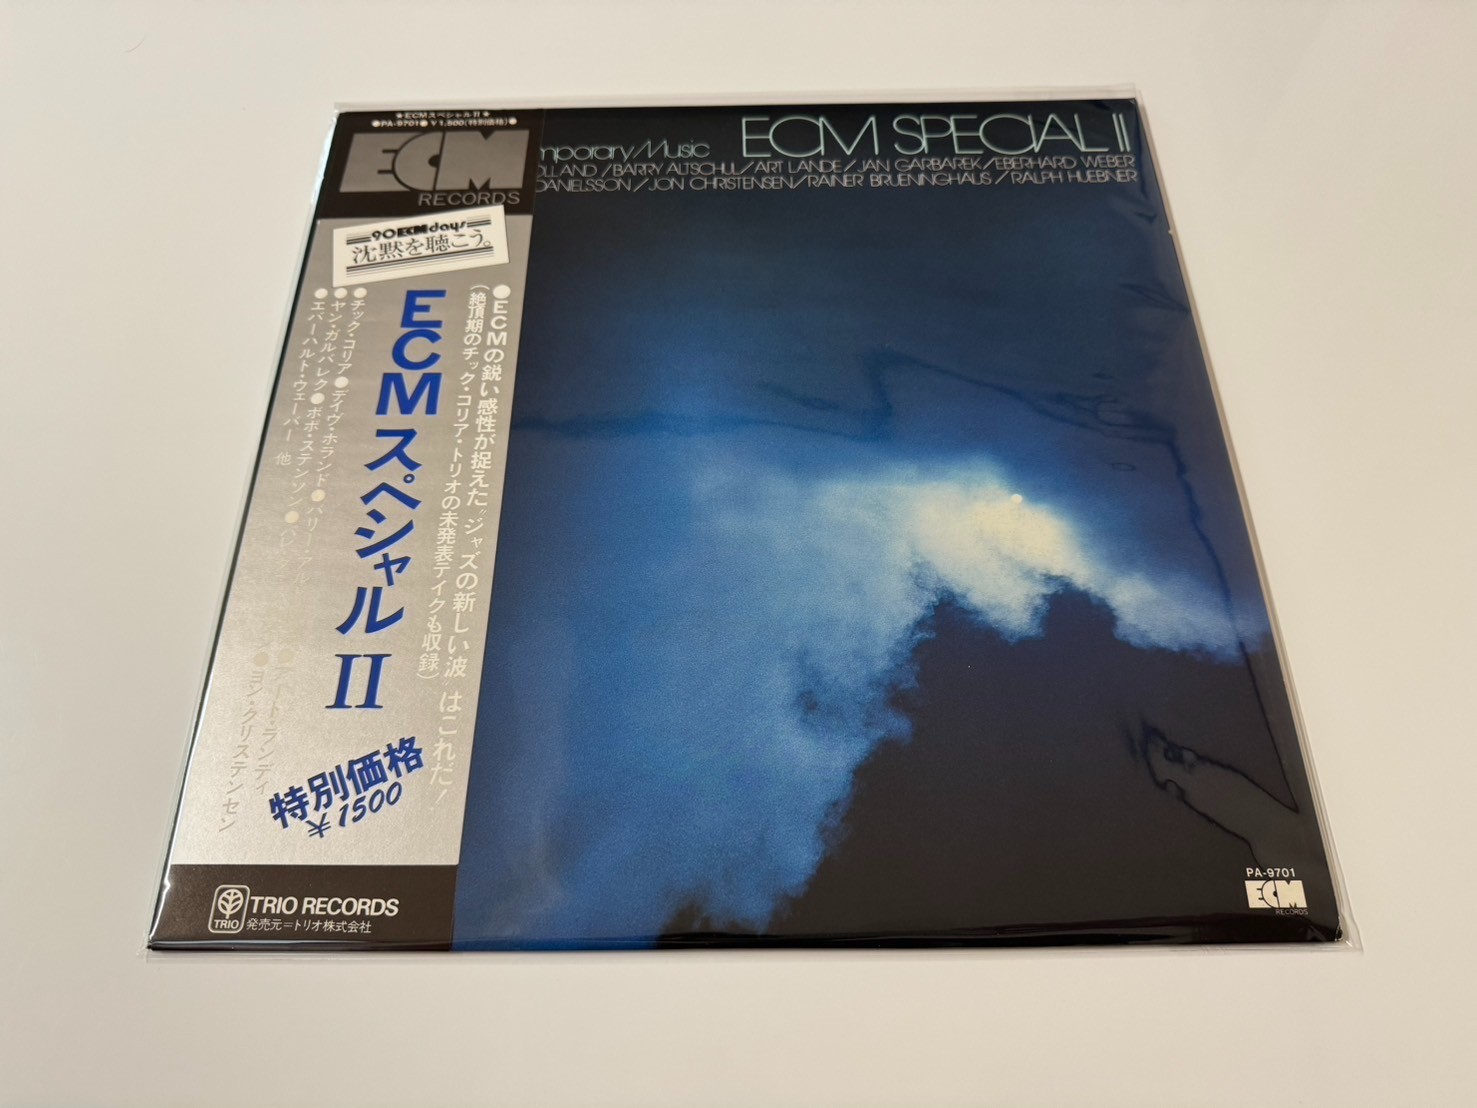 ★ECMスペシャルII★
●PA-9701●￥1,500(特別価格)●
ECM
RECORDS
90 ECM days
沈黙を聴こう。
●ECMの鋭い感性が捉えた"ジャズの新しい波"はこれだ!
(絶頂期のチック・コリア・トリオの未発表テイクも収録)
ECMスペシャルII
●チック・コリア●デイヴ・ホランド●バリー・アル
●ヤン・ガルバレク●ボボ・ステンソン
●アート・ランディ
●エバーハルト・ウェーバー 他
●ヨン・クリステンセン
特別価格
￥1500
TRIO
TRIO RECORDS
発売元=トリオ株式会社
Music
ECM SPECIAL II
/BARRY ALTSCHUL/ART LANDE/JAN GARBAREK/EBERHARD WEBER
DANIELSSON/JON CHRISTENSEN/RAINER BRUENINGHAUS/RALPH HUEBNER
PA-9701
ECM
RECORDS